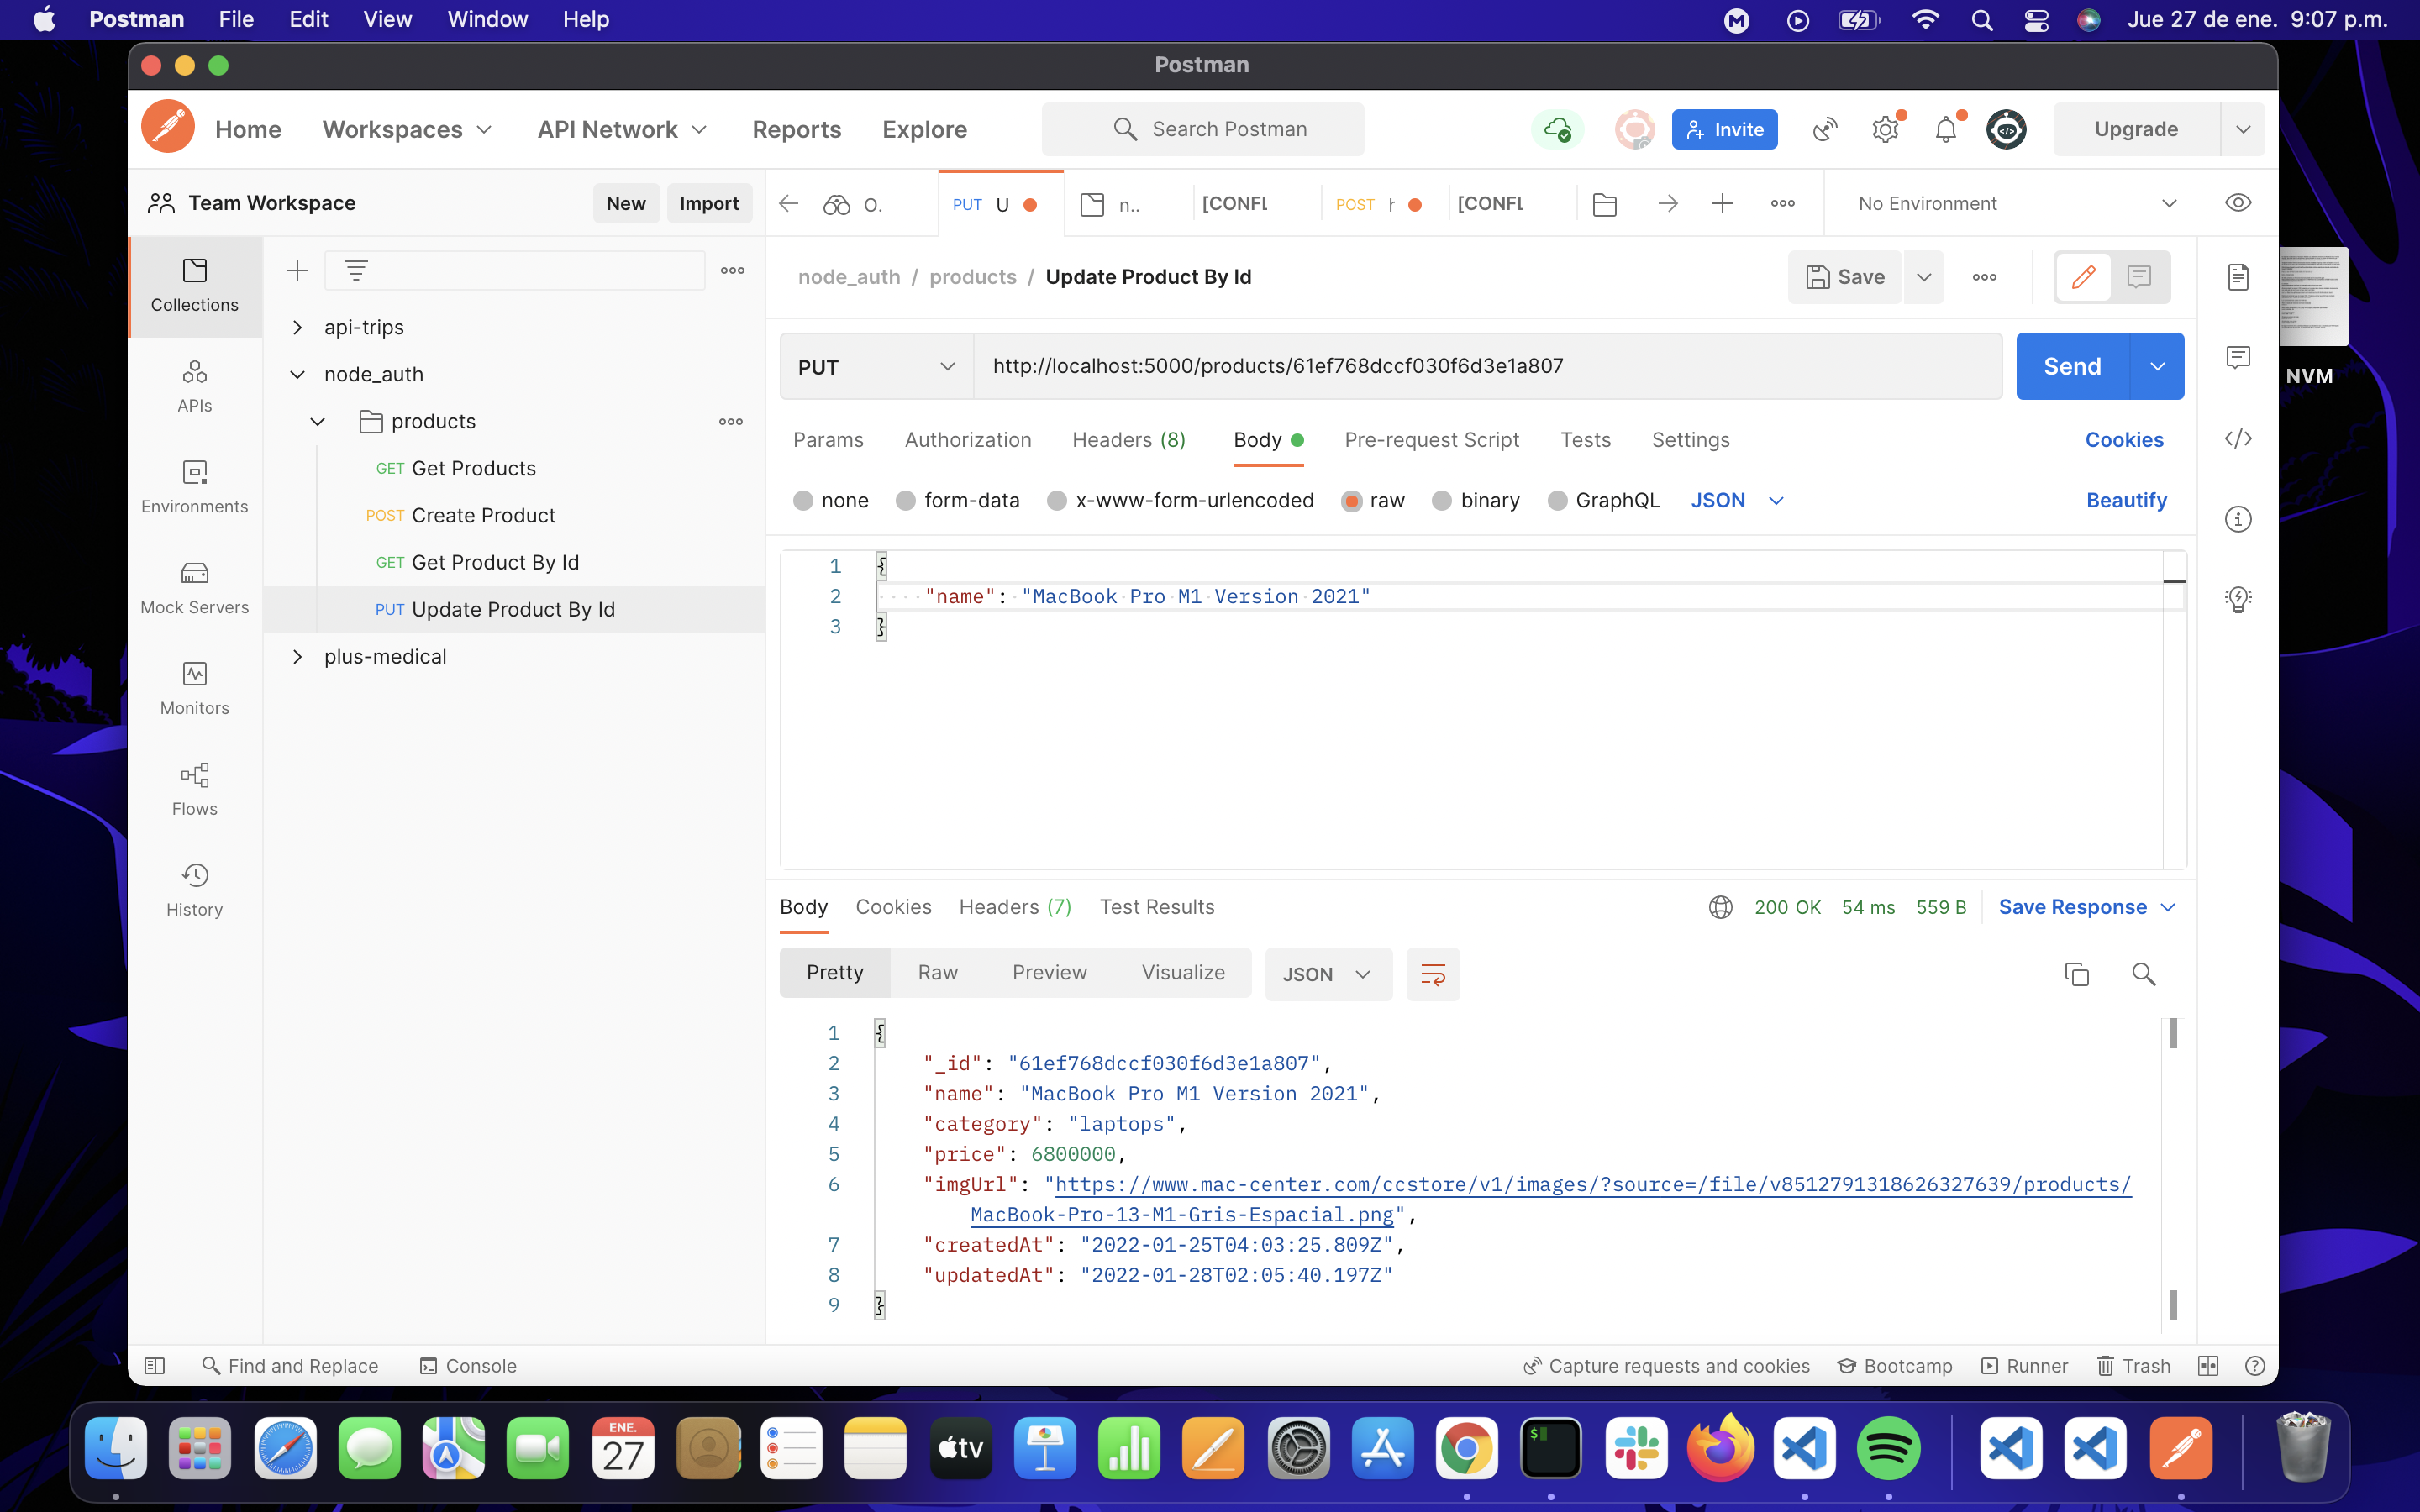 Postman File Edit View Window Help Jue 27 de ene. 9:07 p.m.
Postman
Home Workspaces API Network Reports Explore Search Postman Invite Upgrade
Team Workspace New Import O. PUT U n.. [CONFL POST [CONFL No Environment
Collections
APIs
Environments
Mock Servers
Monitors
Flows
History
api-trips
node_auth
products
GET Get Products
POST Create Product
GET Get Product By Id
PUT Update Product By Id
plus-medical
node_auth / products / Update Product By Id Save
PUT http://localhost:5000/products/61ef768dccf030f6d3e1a807 Send
Params Authorization Headers (8) Body Pre-request Script Tests Settings Cookies
none form-data x-www-form-urlencoded raw binary GraphQL JSON Beautify
1 {
2 "name": "MacBook Pro M1 Version 2021"
3 }
Body Cookies Headers (7) Test Results 200 OK 54 ms 559 B Save Response
Pretty Raw Preview Visualize JSON
1 {
2 "_id": "61ef768dccf030f6d3e1a807",
3 "name": "MacBook Pro M1 Version 2021",
4 "category": "laptops",
5 "price": 6800000,
6 "imgUrl": "https://www.mac-center.com/ccstore/v1/images/?source=/file/v8512791318626327639/products/
MacBook-Pro-13-M1-Gris-Espacial.png",
7 "createdAt": "2022-01-25T04:03:25.809Z",
8 "updatedAt": "2022-01-28T02:05:40.197Z"
9 }
Find and Replace Console Capture requests and cookies Bootcamp Runner Trash
NVM
ENE.
27
tv
$